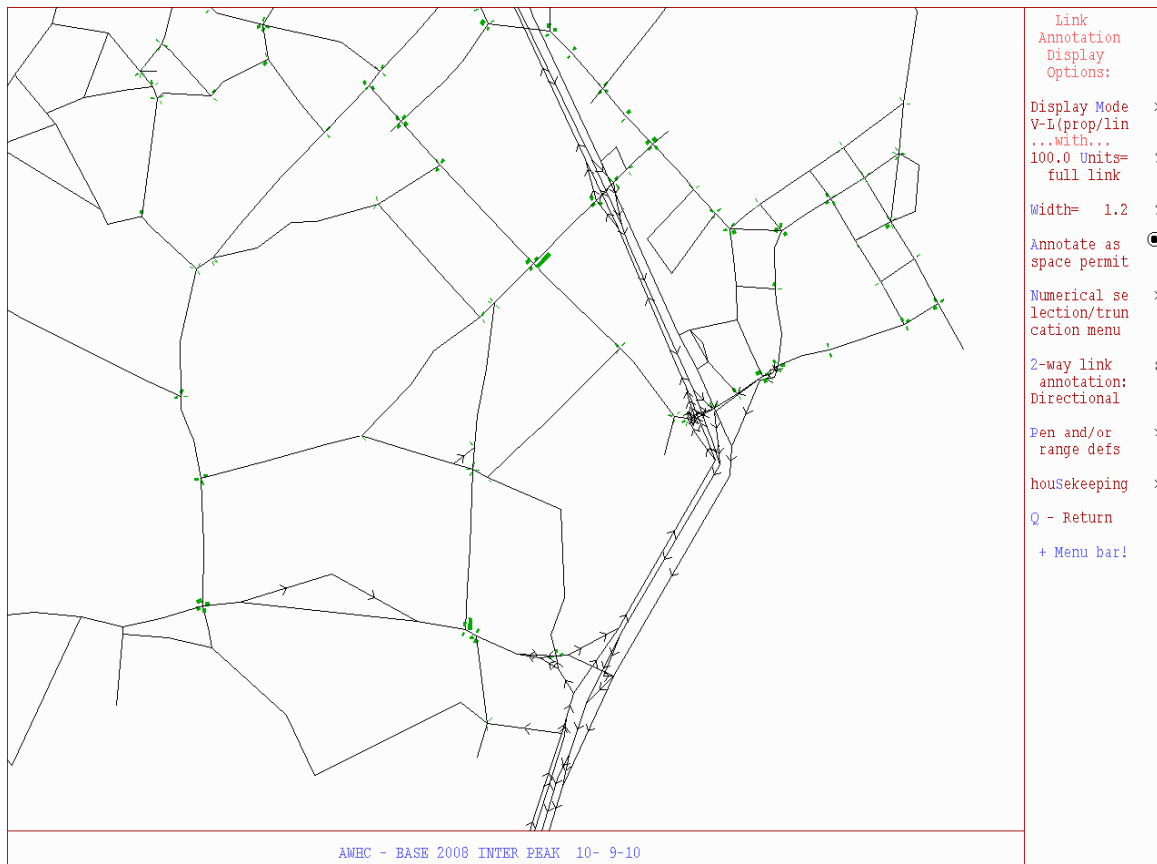 Link
Annotation
Display
Options:
Display Mode
V-L(prop/lin
...with...
100.0 Units=
full link
Width= 1.2
Annotate as
space permit
Numerical se
lection/trun
cation menu
2-way link
annotation:
Directional
Pen and/or
range defs
houSekeeping
Q - Return
+ Menu bar!
AWHC - BASE 2008 INTER PEAK 10- 9-10